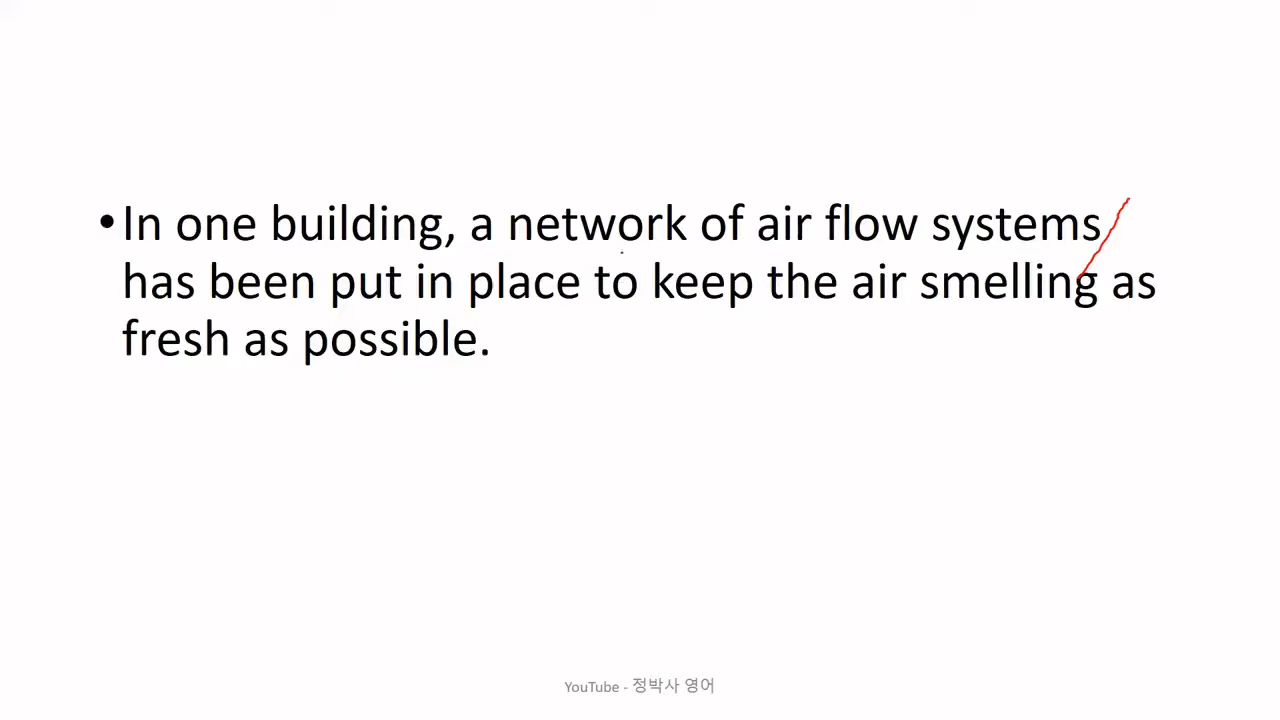 •In one building, a network of air flow systems
has been put in place to keep the air smelling as
fresh as possible.
YouTube - 정박사 영어